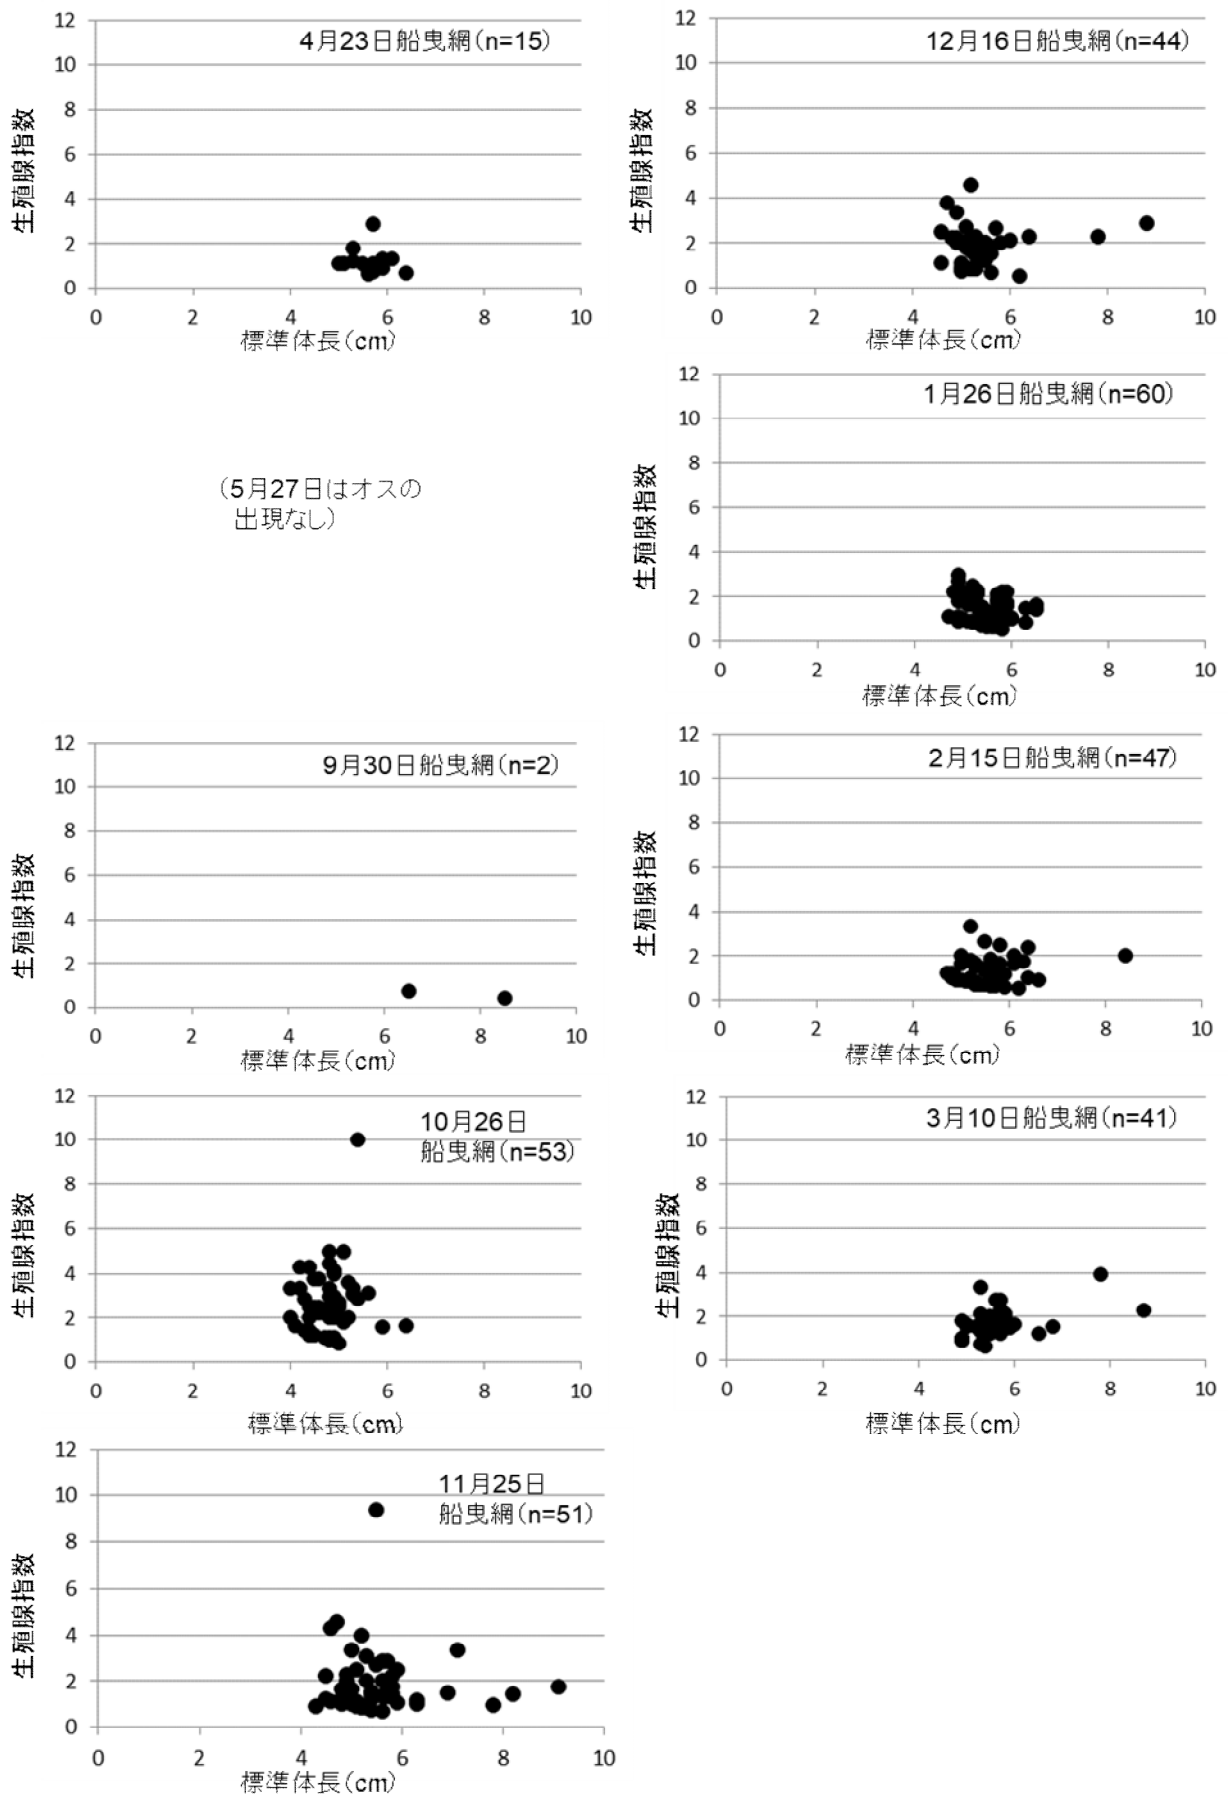 12
10
8
6
4
2
0
生殖腺指数
4月23日船曳網(n=15)
0 2 4 6 8 10
標準体長(cm)
(5月27日はオスの
出現なし)
12
10
8
6
4
2
0
生殖腺指数
9月30日船曳網(n=2)
0 2 4 6 8 10
標準体長(cm)
12
10
8
6
4
2
0
生殖腺指数
10月26日
船曳網(n=53)
0 2 4 6 8 10
標準体長(cm)
12
10
8
6
4
2
0
生殖腺指数
11月25日
船曳網(n=51)
0 2 4 6 8 10
標準体長(cm)
12
10
8
6
4
2
0
生殖腺指数
12月16日船曳網(n=44)
0 2 4 6 8 10
標準体長(cm)
12
10
8
6
4
2
0
生殖腺指数
1月26日船曳網(n=60)
0 2 4 6 8 10
標準体長(cm)
12
10
8
6
4
2
0
生殖腺指数
2月15日船曳網(n=47)
0 2 4 6 8 10
標準体長(cm)
12
10
8
6
4
2
0
生殖腺指数
3月10日船曳網(n=41)
0 2 4 6 8 10
標準体長(cm)